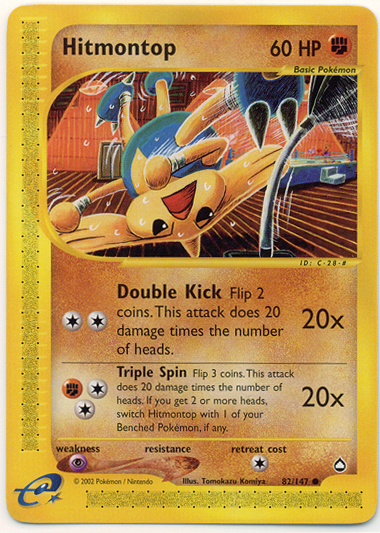 Hitmontop 60 HP
Basic Pokémon
ID: C-28-#
Double Kick Flip 2
coins. This attack does 20
damage times the number
of heads.
20x
Triple Spin Flip 3 coins. This attack
does 20 damage times the number of
heads. If you get 2 or more heads,
switch Hitmontop with 1 of your
Benched Pokémon, if any.
20x
weakness resistance retreat cost
e
© 2002 Pokémon / Nintendo Illus. Tomokazu Komiya 82/147